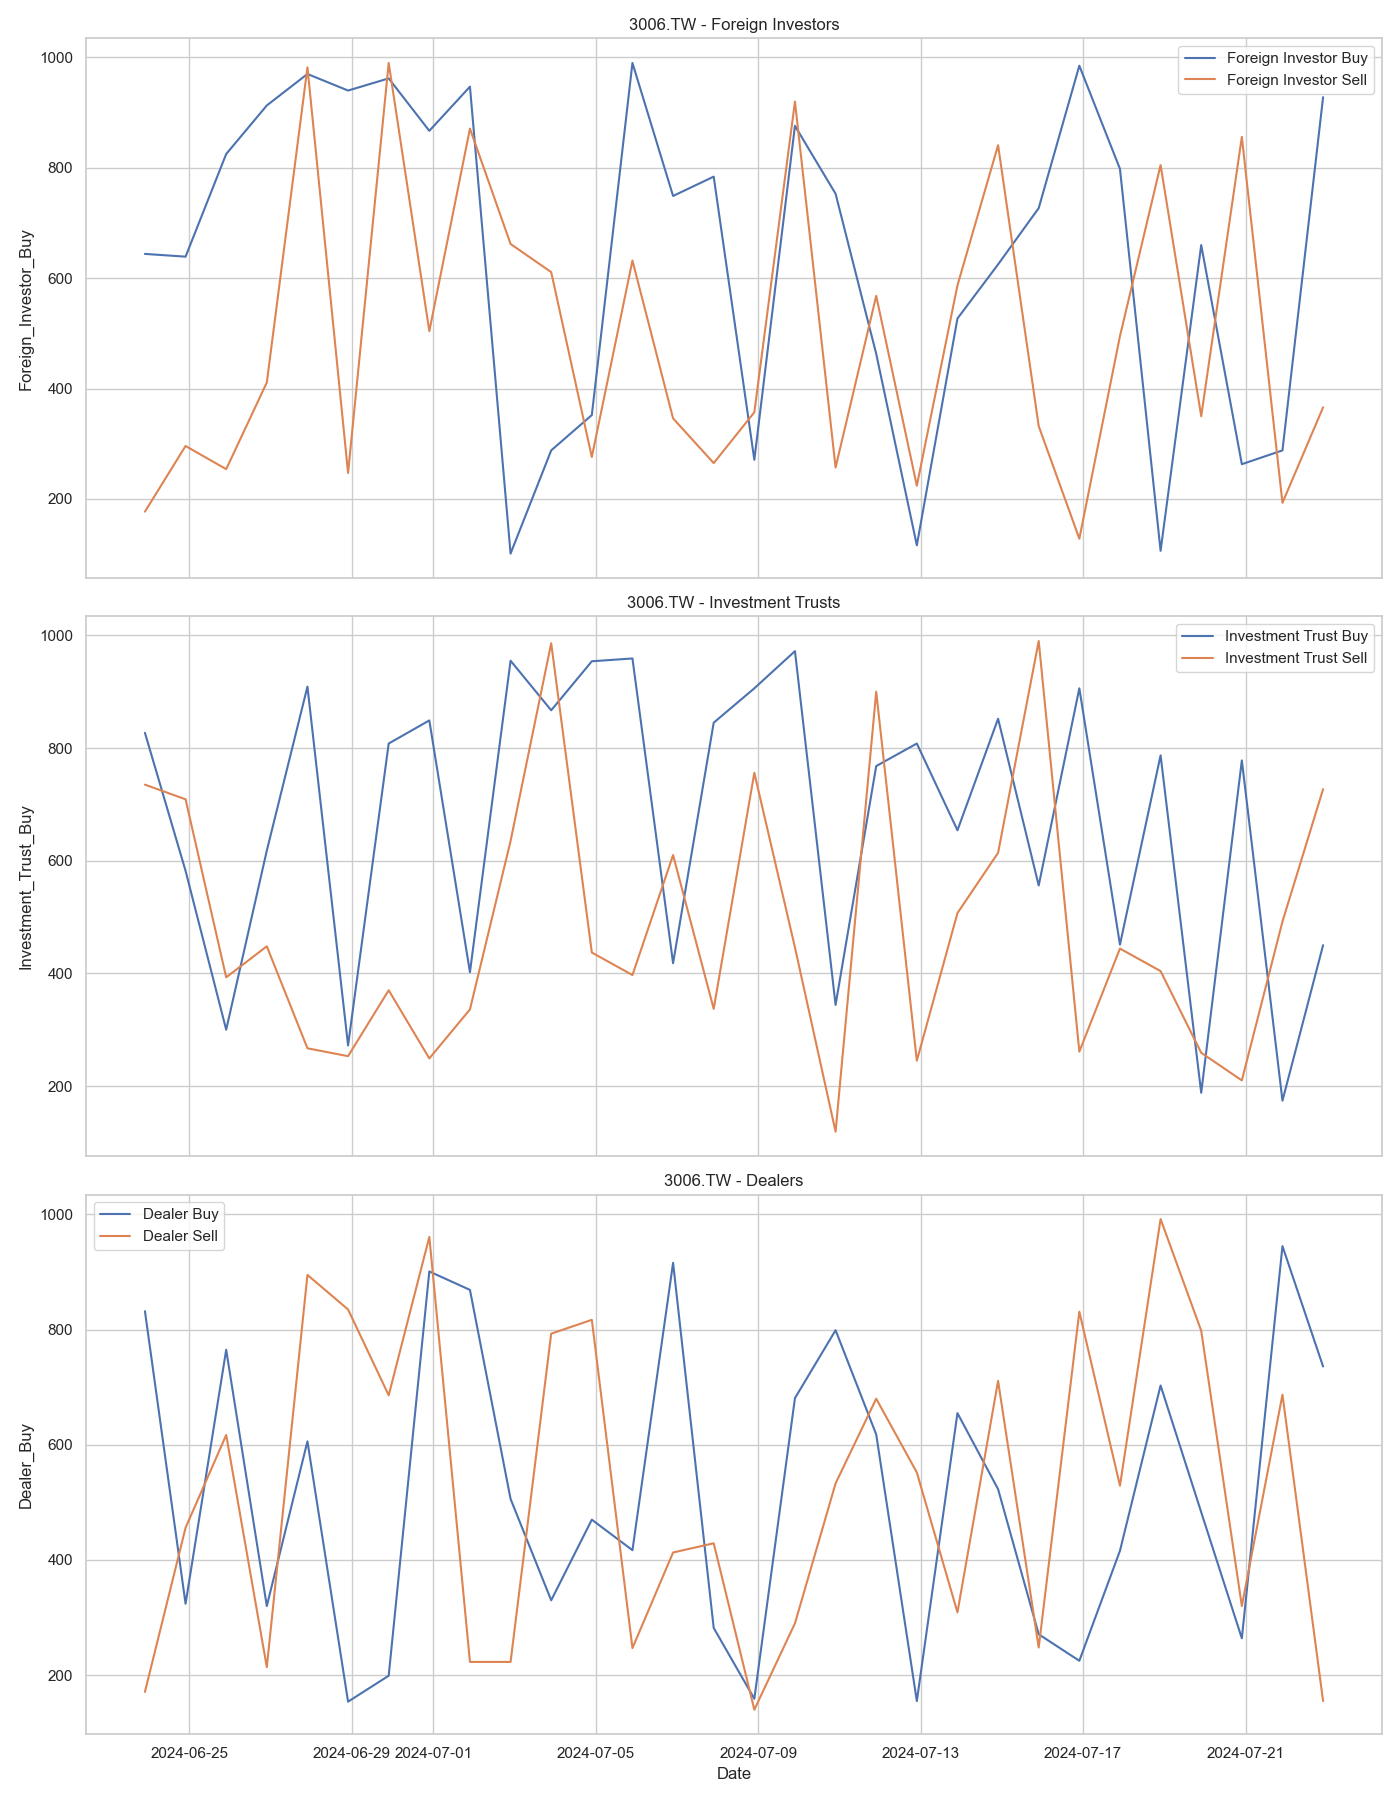 3006.TW - Foreign Investors
Foreign_Investor_Buy
1000
800
600
400
200
Foreign Investor Buy
Foreign Investor Sell
3006.TW - Investment Trusts
Investment_Trust_Buy
1000
800
600
400
200
Investment Trust Buy
Investment Trust Sell
3006.TW - Dealers
Dealer_Buy
1000
800
600
400
200
Dealer Buy
Dealer Sell
2024-06-25
2024-06-29
2024-07-01
2024-07-05
2024-07-09
2024-07-13
2024-07-17
2024-07-21
Date